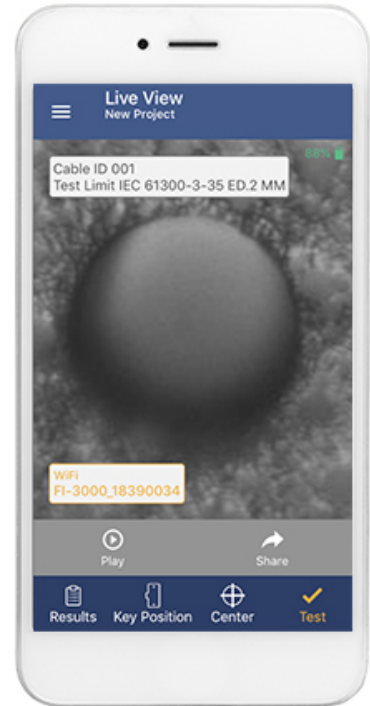 Live View
New Project
88%
Cable ID 001
Test Limit IEC 61300-3-35 ED.2 MM
WiFi
FI-3000_18390034
Play
Share
Results
Key Position
Center
Test